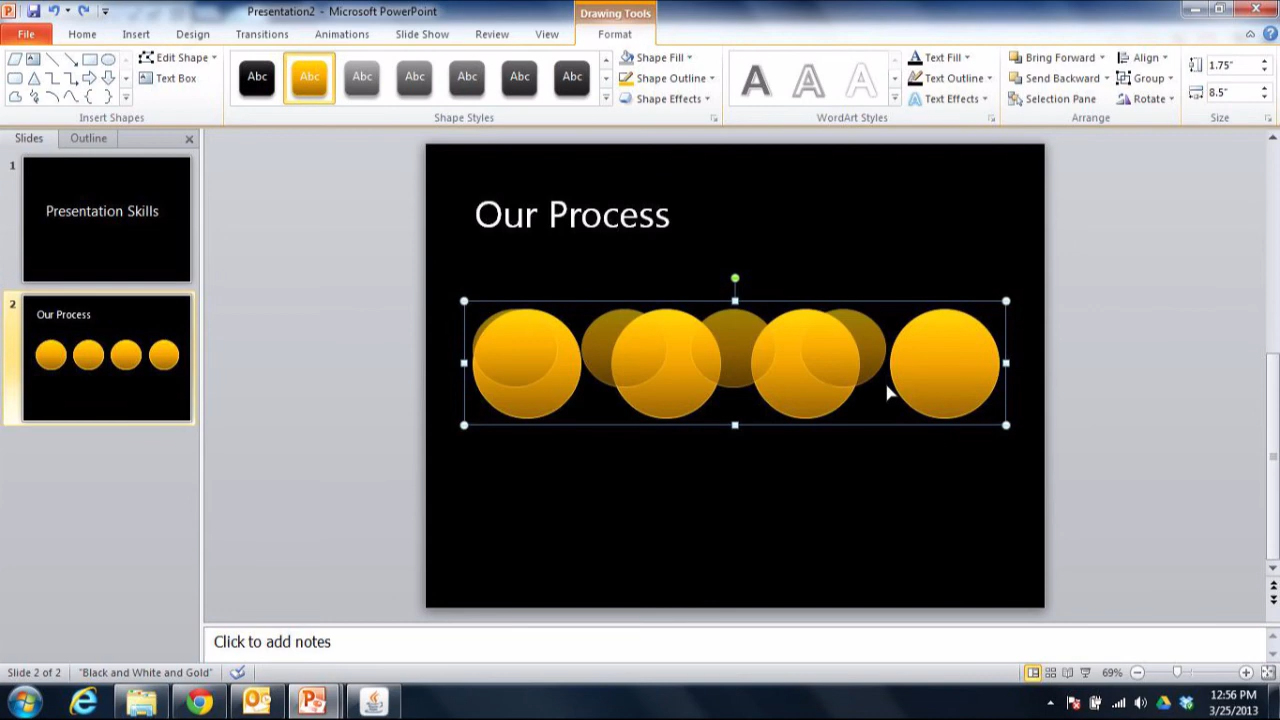 Presentation2 - Microsoft PowerPoint
Drawing Tools
File Home Insert Design Transitions Animations Slide Show Review View Format
Edit Shape
Text Box
Insert Shapes
Abc Abc Abc Abc Abc Abc Abc
Shape Fill
Shape Outline
Shape Effects
Shape Styles
A A A
Text Fill
Text Outline
Text Effects
WordArt Styles
Bring Forward
Send Backward
Selection Pane
Align
Group
Rotate
Arrange
1.75"
8.5"
Size
Slides Outline
1
Presentation Skills
2
Our Process
Our Process
Click to add notes
Slide 2 of 2 "Black and White and Gold" 69%
12:56 PM
3/25/2013